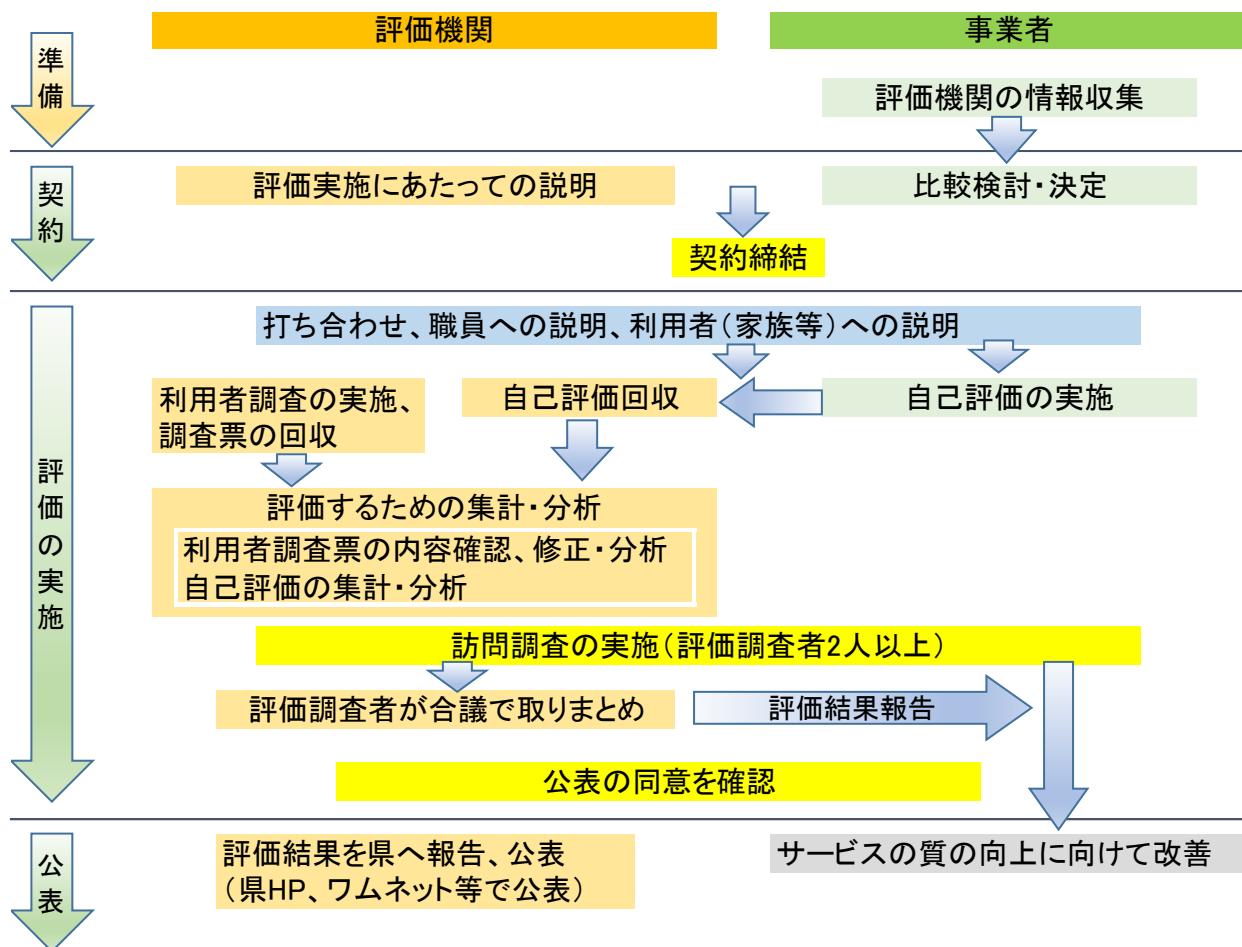 評価機関
事業者
準備
評価機関の情報収集
契約
評価実施にあたっての説明
比較検討・決定
契約締結
評価の実施
打ち合わせ、職員への説明、利用者（家族等）への説明
利用者調査の実施、
調査票の回収
自己評価回収
自己評価の実施
評価するための集計・分析
利用者調査票の内容確認、修正・分析
自己評価の集計・分析
訪問調査の実施（評価調査者2人以上）
評価調査者が合議で取りまとめ
評価結果報告
公表の同意を確認
公表
評価結果を県へ報告、公表
（県HP、ワムネット等で公表）
サービスの質の向上に向けて改善